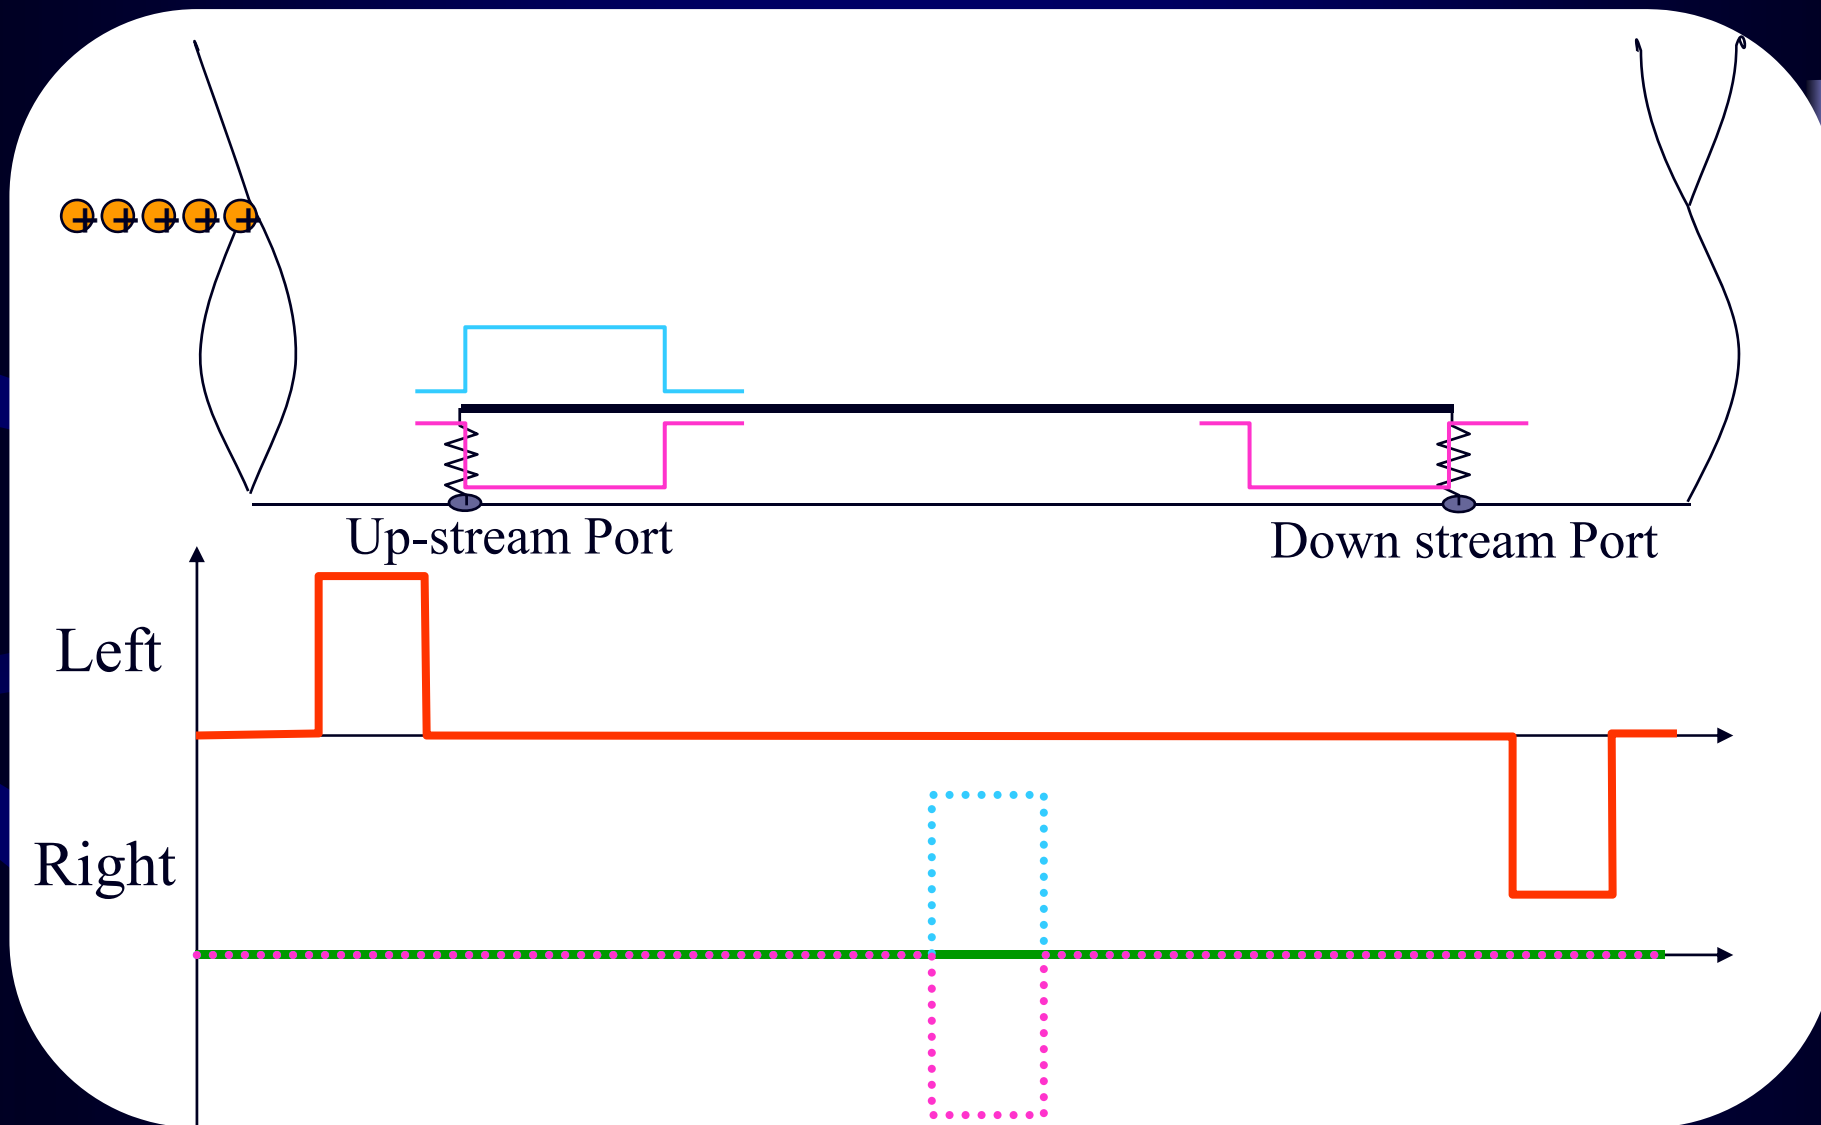 + + + + +
Up-stream Port
Down stream Port
Left
Right